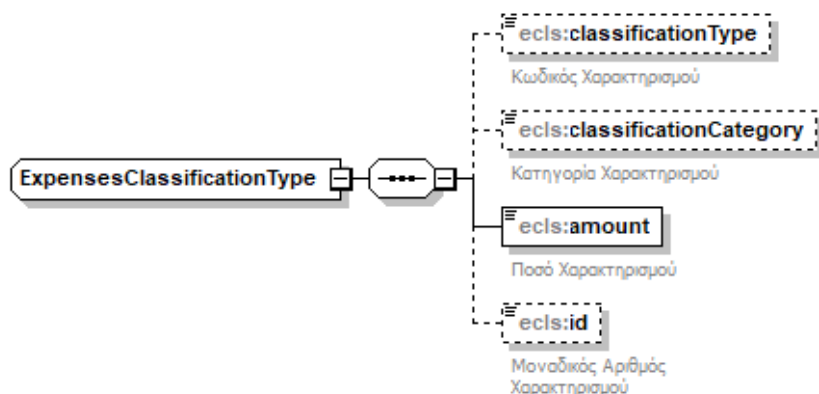 ecls:classificationType
Κωδικός Χαρακτηρισμού
ecls:classificationCategory
Κατηγορία Χαρακτηρισμού
ExpensesClassificationType
ecls:amount
Ποσό Χαρακτηρισμού
ecls:id
Μοναδικός Αριθμός
Χαρακτηρισμού